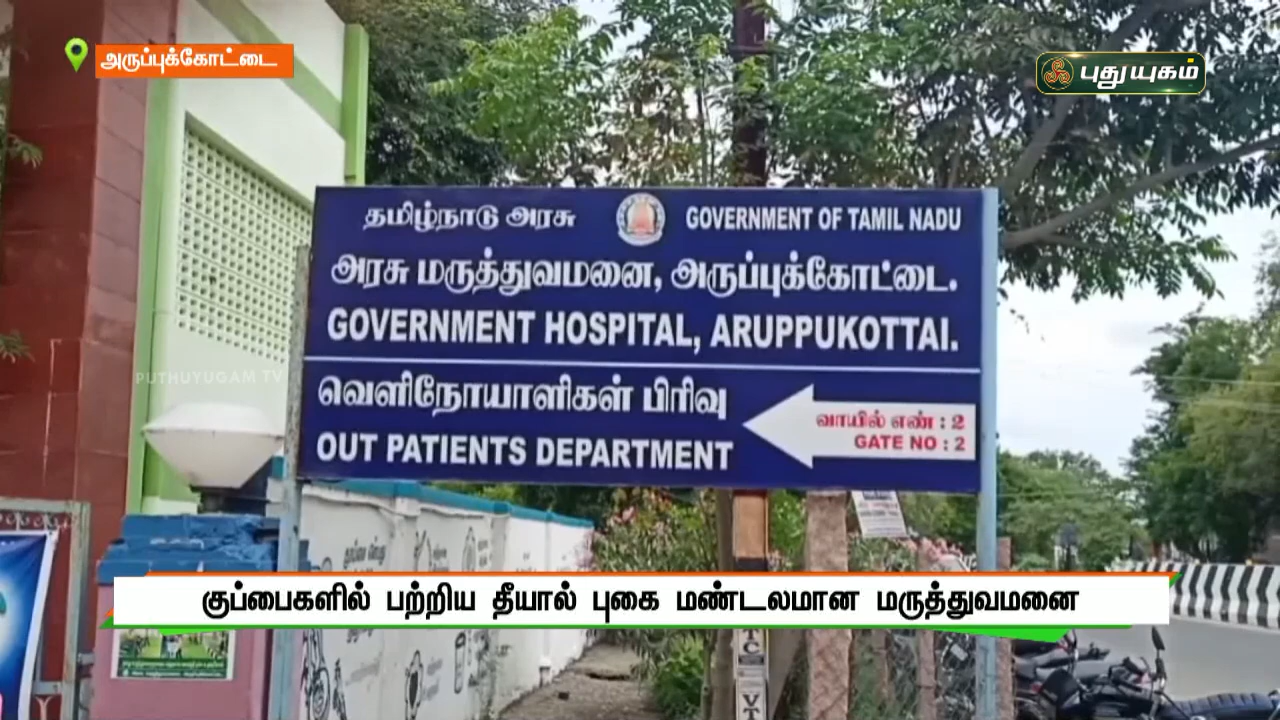 அருப்புக்கோட்டை
புதுயுகம்
தமிழ்நாடு அரசு GOVERNMENT OF TAMIL NADU
அரசு மருத்துவமனை, அருப்புக்கோட்டை.
GOVERNMENT HOSPITAL, ARUPPUKOTTAI.
வெளிநோயாளிகள் பிரிவு
OUT PATIENTS DEPARTMENT
வாயில் எண் : 2
GATE NO : 2
PUTHUYUGAM TV
குப்பைகளில் பற்றிய தீயால் புகை மண்டலமான மருத்துவமனை